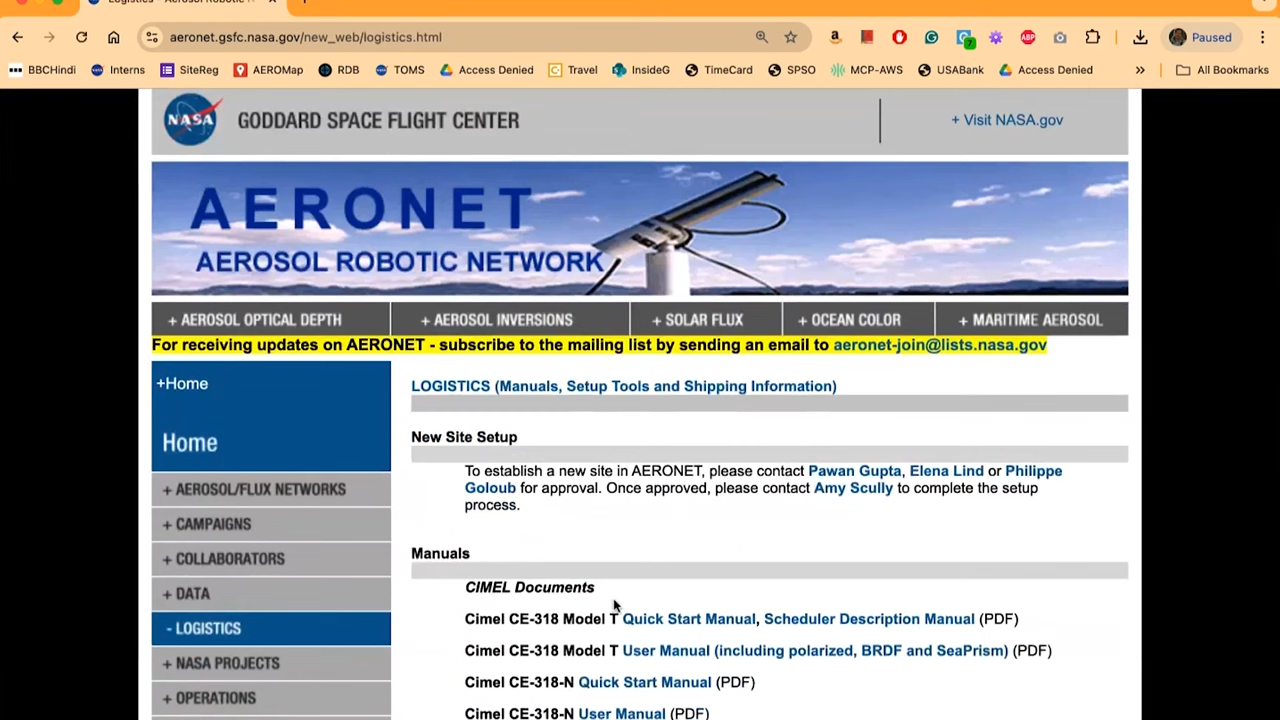 Logistics - Aerosol Robotic N
aeronet.gsfc.nasa.gov/new_web/logistics.html
7
ABP
Paused
BBCHindi
Interns
SiteReg
AEROMap
RDB
TOMS
Access Denied
Travel
InsideG
TimeCard
SPSO
MCP-AWS
USABank
Access Denied
»
All Bookmarks
NASA
GODDARD SPACE FLIGHT CENTER
+ Visit NASA.gov
AERONET
AEROSOL ROBOTIC NETWORK
+ AEROSOL OPTICAL DEPTH
+ AEROSOL INVERSIONS
+ SOLAR FLUX
+ OCEAN COLOR
+ MARITIME AEROSOL
For receiving updates on AERONET - subscribe to the mailing list by sending an email to aeronet-join@lists.nasa.gov
+Home
Home
+ AEROSOL/FLUX NETWORKS
+ CAMPAIGNS
+ COLLABORATORS
+ DATA
- LOGISTICS
+ NASA PROJECTS
+ OPERATIONS
LOGISTICS (Manuals, Setup Tools and Shipping Information)
New Site Setup
To establish a new site in AERONET, please contact Pawan Gupta, Elena Lind or Philippe
Goloub for approval. Once approved, please contact Amy Scully to complete the setup
process.
Manuals
CIMEL Documents
Cimel CE-318 Model T Quick Start Manual, Scheduler Description Manual (PDF)
Cimel CE-318 Model T User Manual (including polarized, BRDF and SeaPrism) (PDF)
Cimel CE-318-N Quick Start Manual (PDF)
Cimel CE-318-N User Manual (PDF)